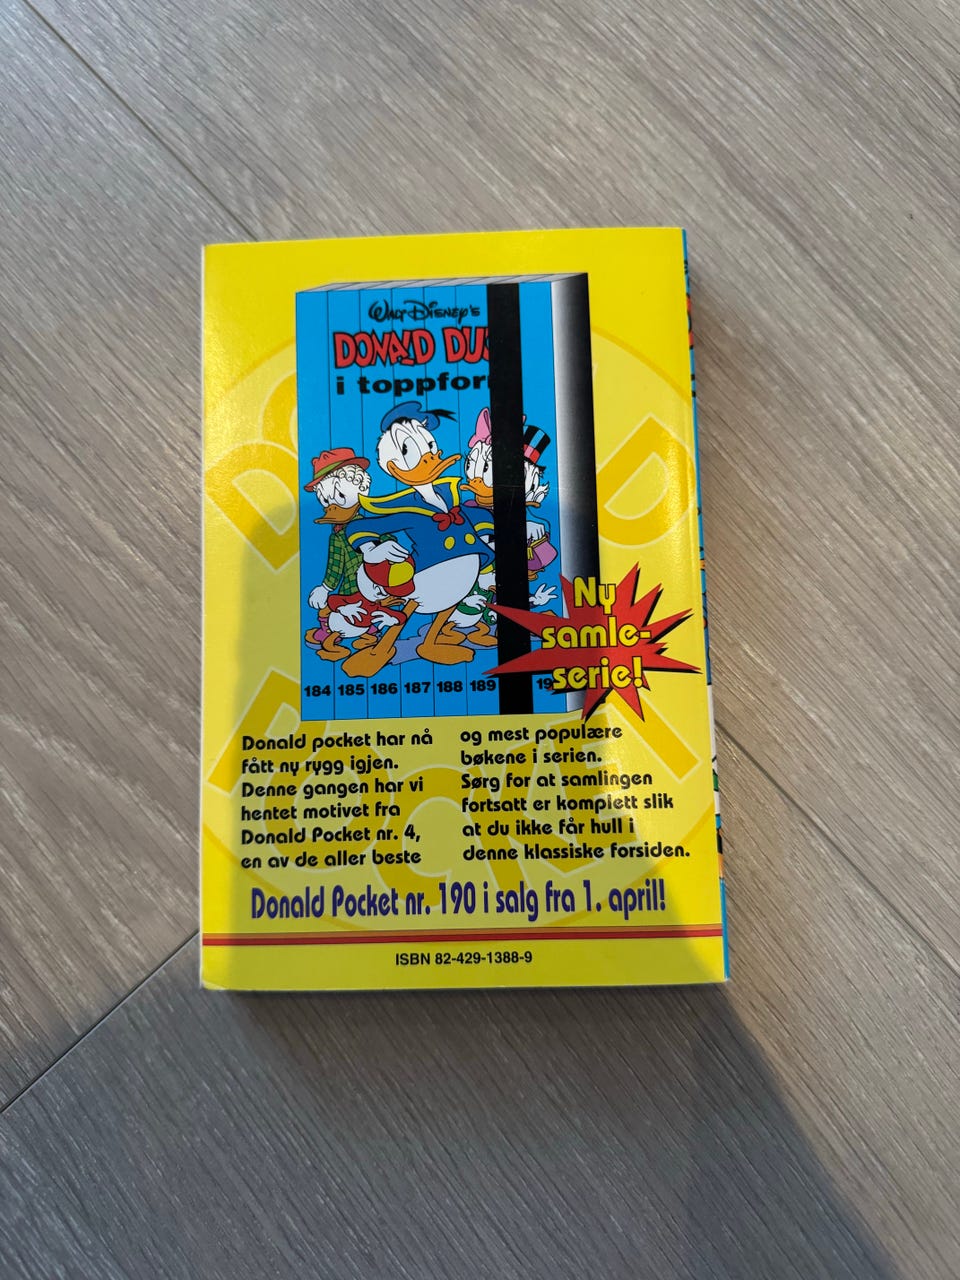 Walt Disney's
DONALD DU
i toppfor
Ny
samle-
serie!
184 185 186 187 188 189 19
Donald pocket har nå
fått ny rygg igjen.
Denne gangen har vi
hentet motivet fra
Donald Pocket nr. 4,
en av de aller beste
og mest populære
bøkene i serien.
Sørg for at samlingen
fortsatt er komplett slik
at du ikke får hull i
denne klassiske forsiden.
Donald Pocket nr. 190 i salg fra 1. april!
ISBN 82-429-1388-9